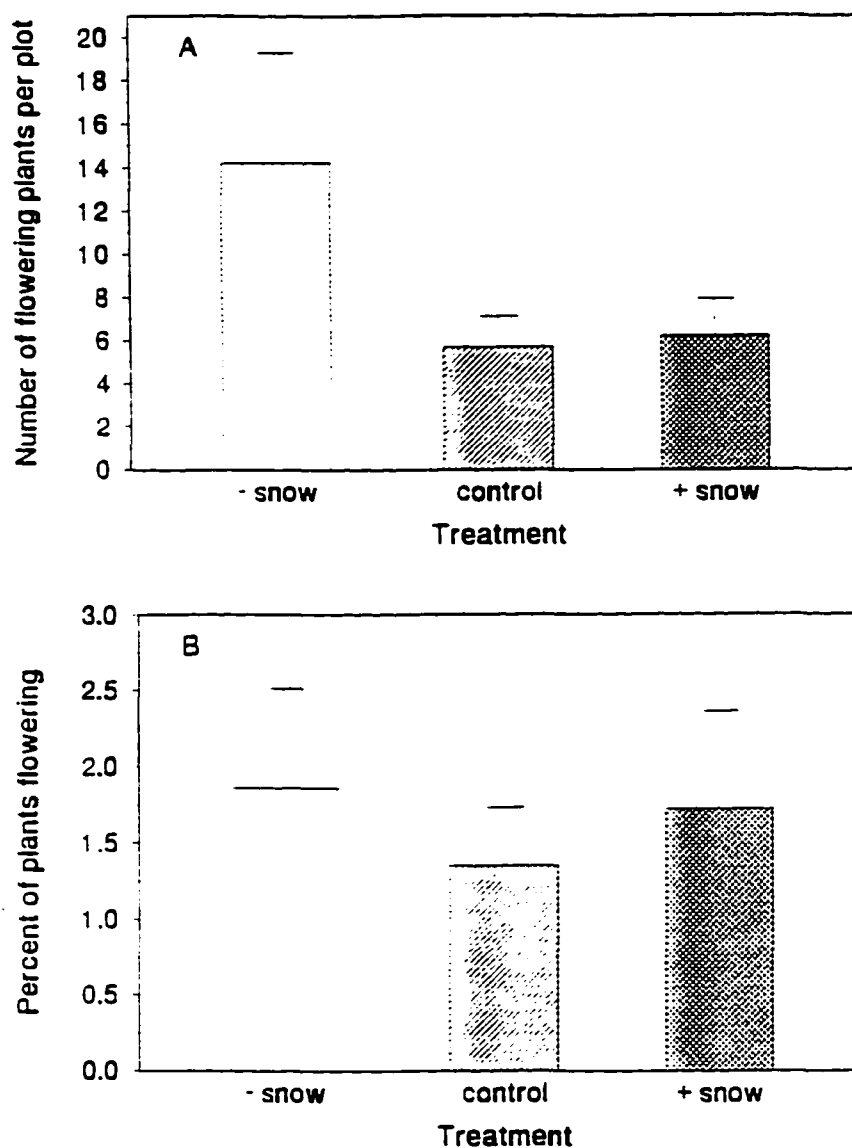 Number of flowering plants per plot
A
20
18
16
14
12
10
8
6
4
2
0
- snow control + snow
Treatment
Percent of plants flowering
B
3.0
2.5
2.0
1.5
1.0
0.5
0.0
- snow control + snow
Treatment